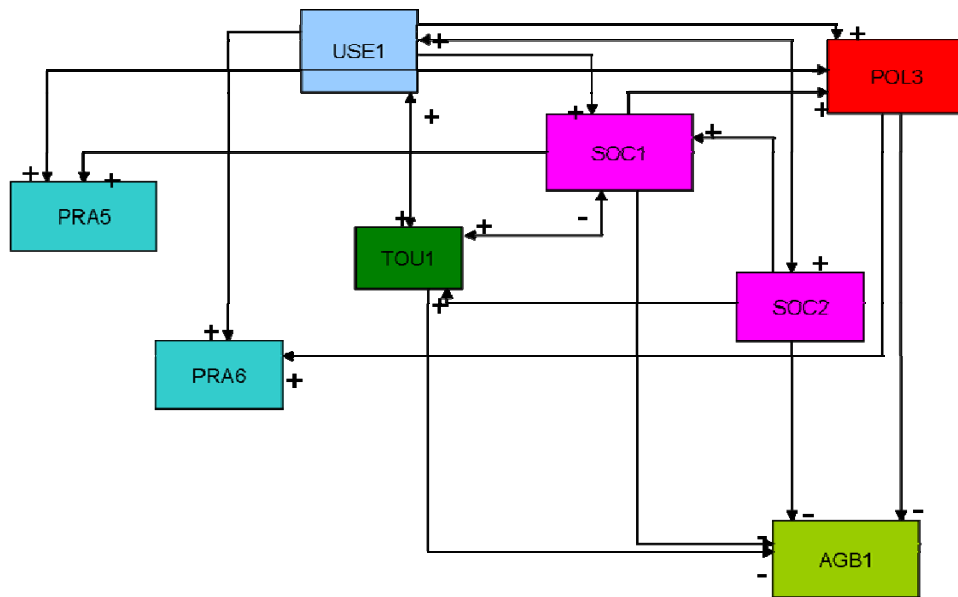 USE1
POL3
+
+
+
+
+
SOC1
+
+
+
PRA5
+
TOU1
+
-
+
SOC2
+
+
PRA6
+
-
-
-
-
AGB1